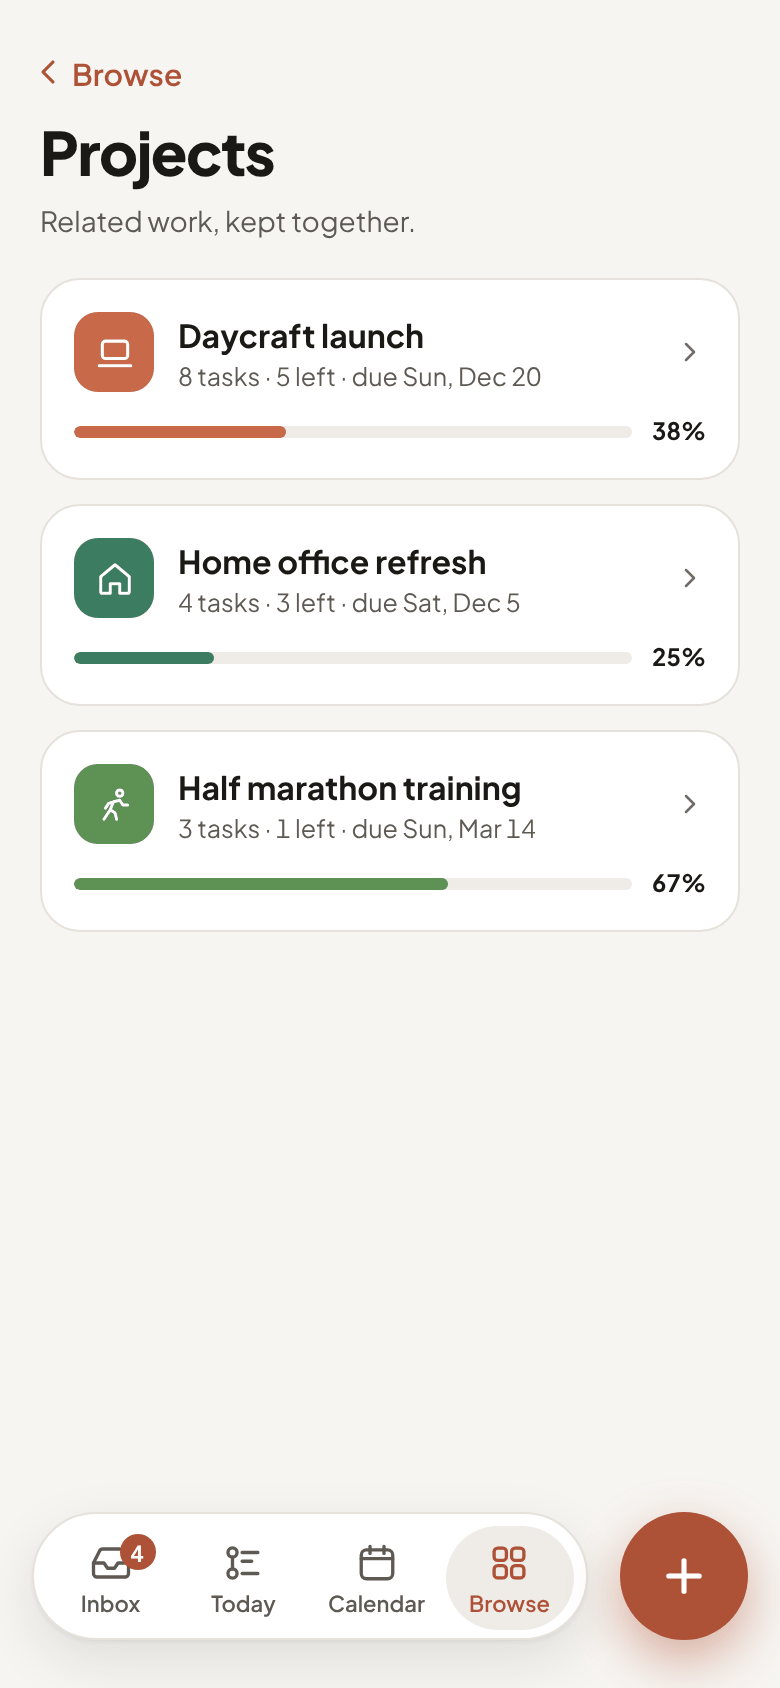 Browse
Projects
Related work, kept together.
Daycraft launch
8 tasks · 5 left · due Sun, Dec 20
38%
Home office refresh
4 tasks · 3 left · due Sat, Dec 5
25%
Half marathon training
3 tasks · 1 left · due Sun, Mar 14
67%
4
Inbox
Today
Calendar
Browse